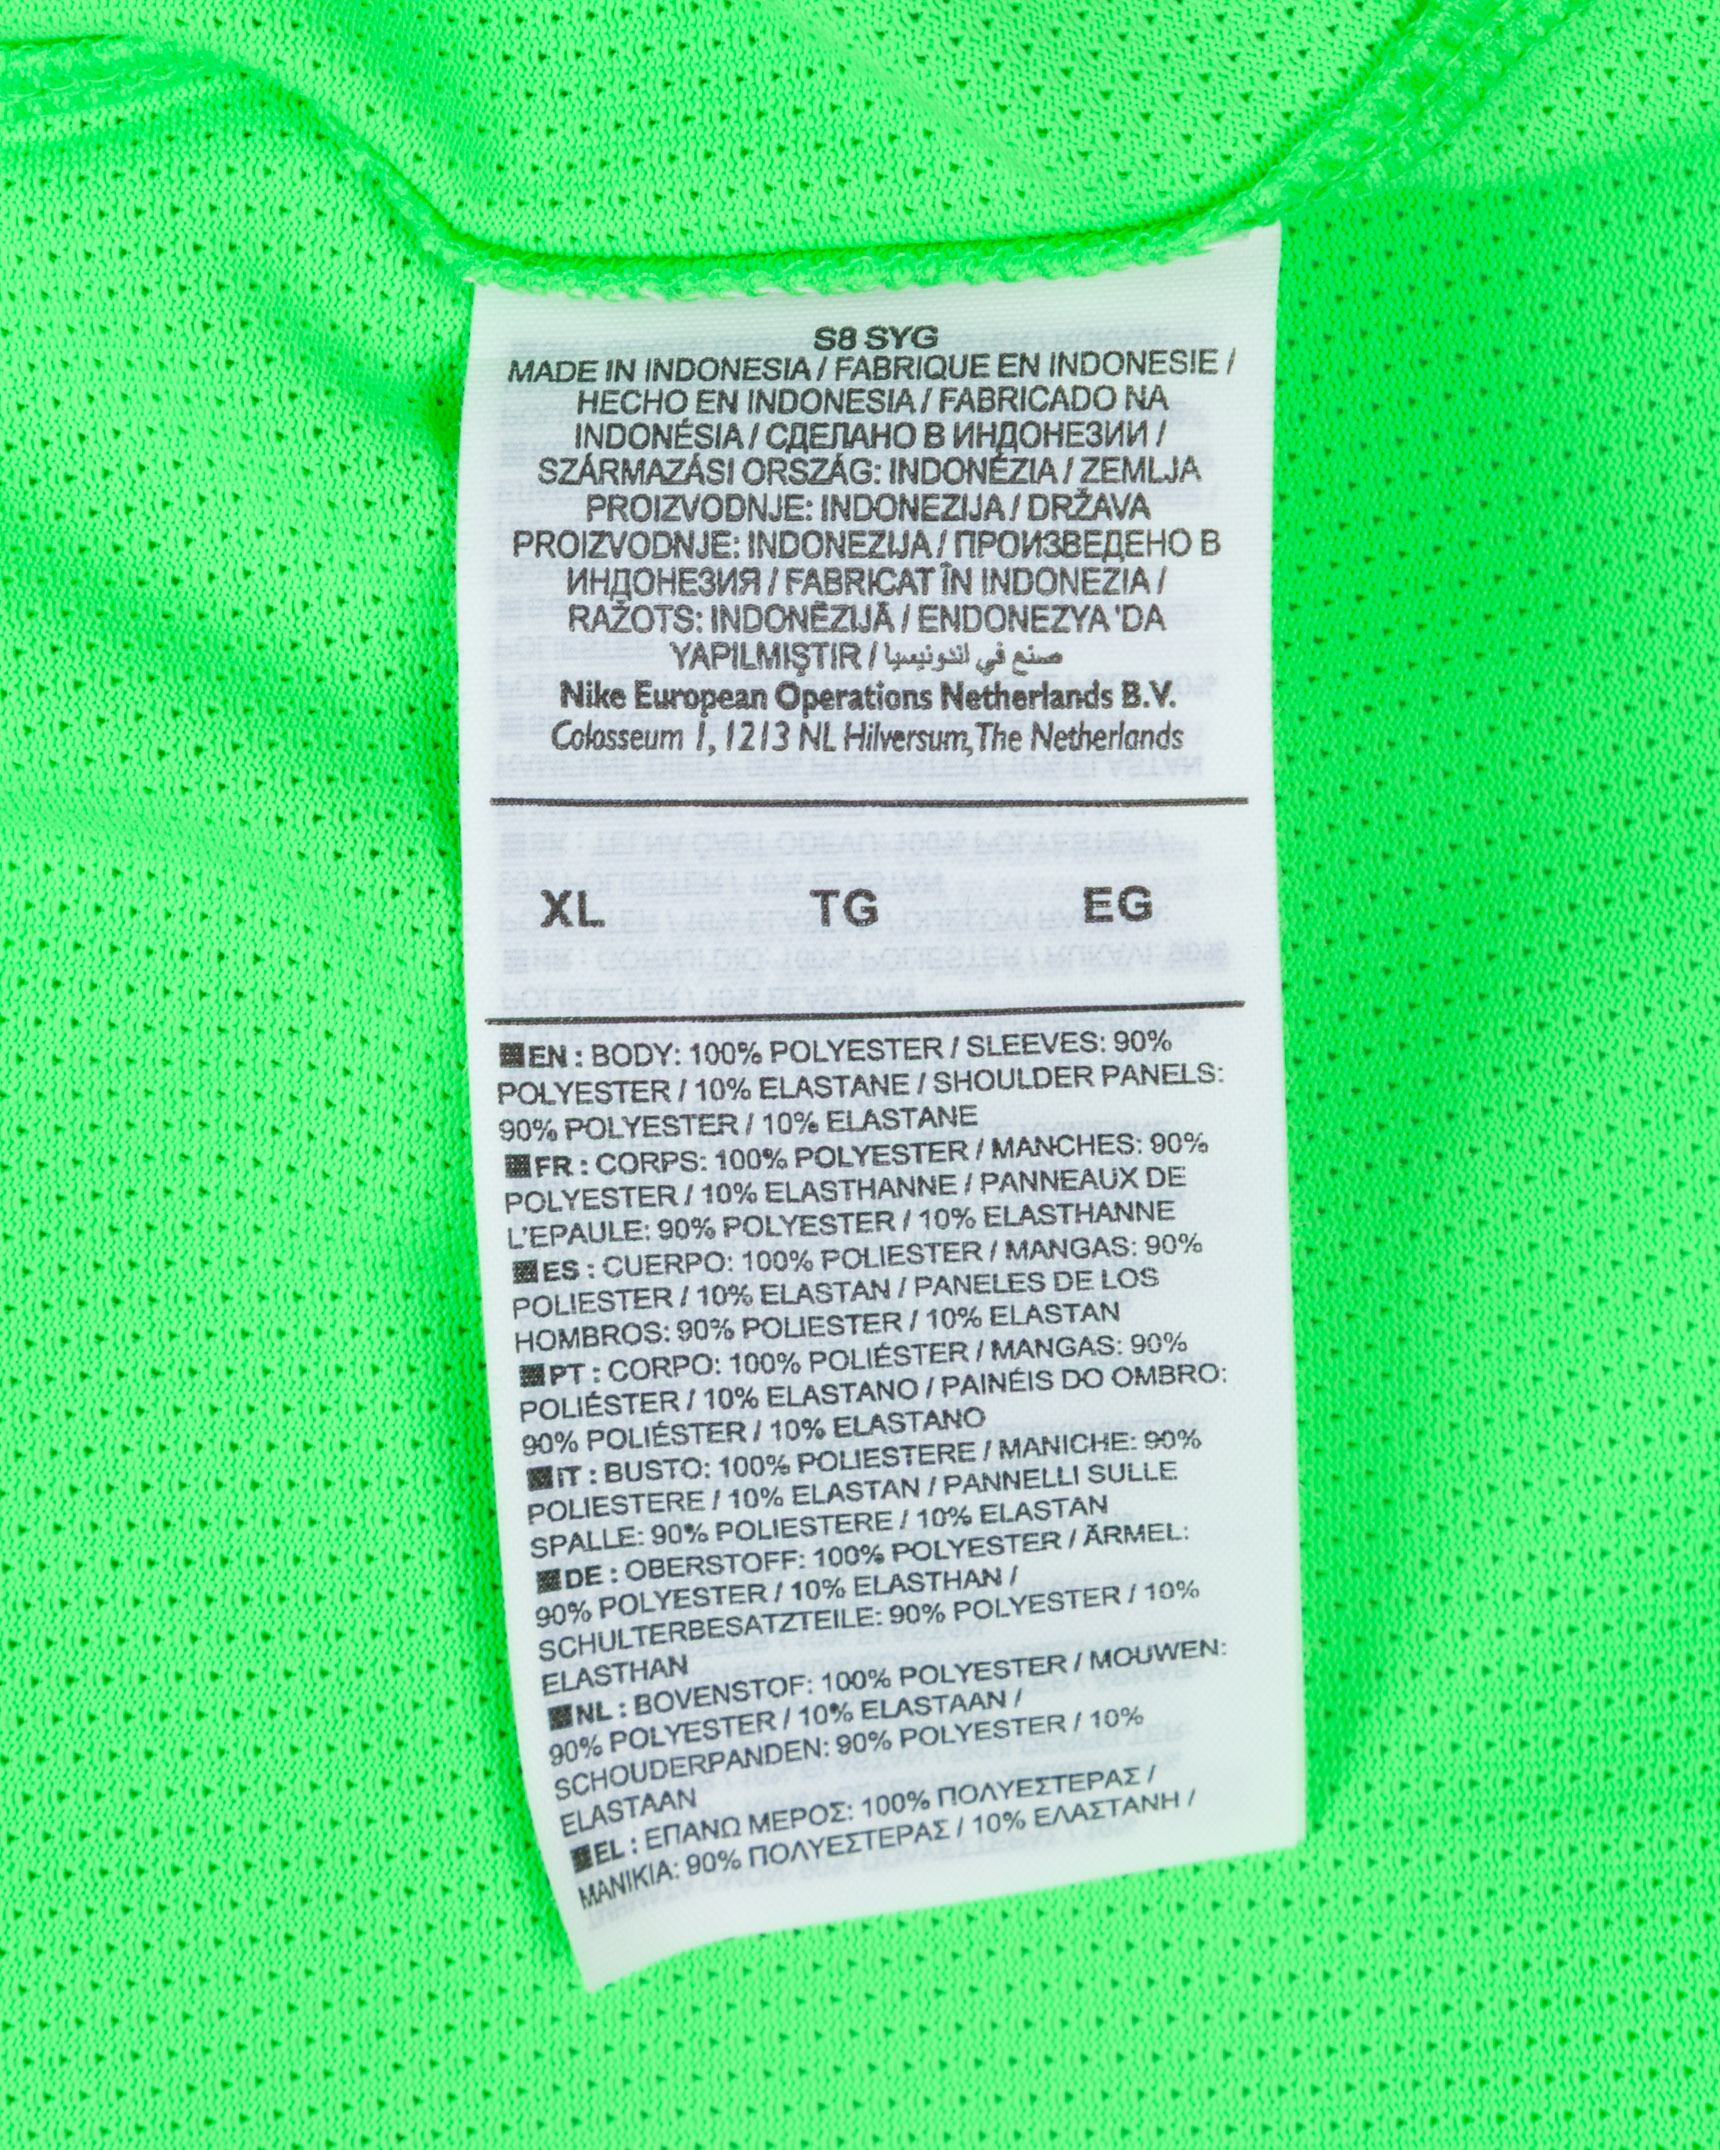 S8 SYG
MADE IN INDONESIA / FABRIQUE EN INDONESIE /
HECHO EN INDONESIA / FABRICADO NA
INDONÉSIA / СДЕЛАНО В ИНДОНЕЗИИ /
SZÁRMAZÁSI ORSZÁG: INDONÉZIA / ZEMLJA
PROIZVODNJE: INDONEZIJA / DRŽAVA
PROIZVODNJE: INDONEZIJA / ПРОИЗВЕДЕНО В
ИНДОНЕЗИЯ / FABRICAT ÎN INDONEZIA /
RAŽOTS: INDONĒZIJĀ / ENDONEZYA 'DA
YAPILMIŞTIR / صنع في اندونيسيا
Nike European Operations Netherlands B.V.
Colosseum 1, 1213 NL Hilversum, The Netherlands
XL TG EG
EN : BODY: 100% POLYESTER / SLEEVES: 90%
POLYESTER / 10% ELASTANE / SHOULDER PANELS:
90% POLYESTER / 10% ELASTANE
FR : CORPS: 100% POLYESTER / MANCHES: 90%
POLYESTER / 10% ELASTHANNE / PANNEAUX DE
L'EPAULE: 90% POLYESTER / 10% ELASTHANNE
ES : CUERPO: 100% POLIESTER / MANGAS: 90%
POLIESTER / 10% ELASTAN / PANELES DE LOS
HOMBROS: 90% POLIESTER / 10% ELASTAN
PT : CORPO: 100% POLIÉSTER / MANGAS: 90%
POLIÉSTER / 10% ELASTANO / PAINÉIS DO OMBRO:
90% POLIÉSTER / 10% ELASTANO
IT : BUSTO: 100% POLIESTERE / MANICHE: 90%
POLIESTERE / 10% ELASTAN / PANNELLI SULLE
SPALLE: 90% POLIESTERE / 10% ELASTAN
DE : OBERSTOFF: 100% POLYESTER / ÄRMEL:
90% POLYESTER / 10% ELASTHAN /
SCHULTERBESATZTEILE: 90% POLYESTER / 10%
ELASTHAN
NL : BOVENSTOF: 100% POLYESTER / MOUWEN:
90% POLYESTER / 10% ELASTAAN /
SCHOUDERPANDEN: 90% POLYESTER / 10%
ELASTAAN
EL : ΕΠΑΝΩ ΜΕΡΟΣ: 100% ΠΟΛΥΕΣΤΕΡΑΣ /
ΜΑΝΙΚΙΑ: 90% ΠΟΛΥΕΣΤΕΡΑΣ / 10% ΕΛΑΣΤΑΝΗ /